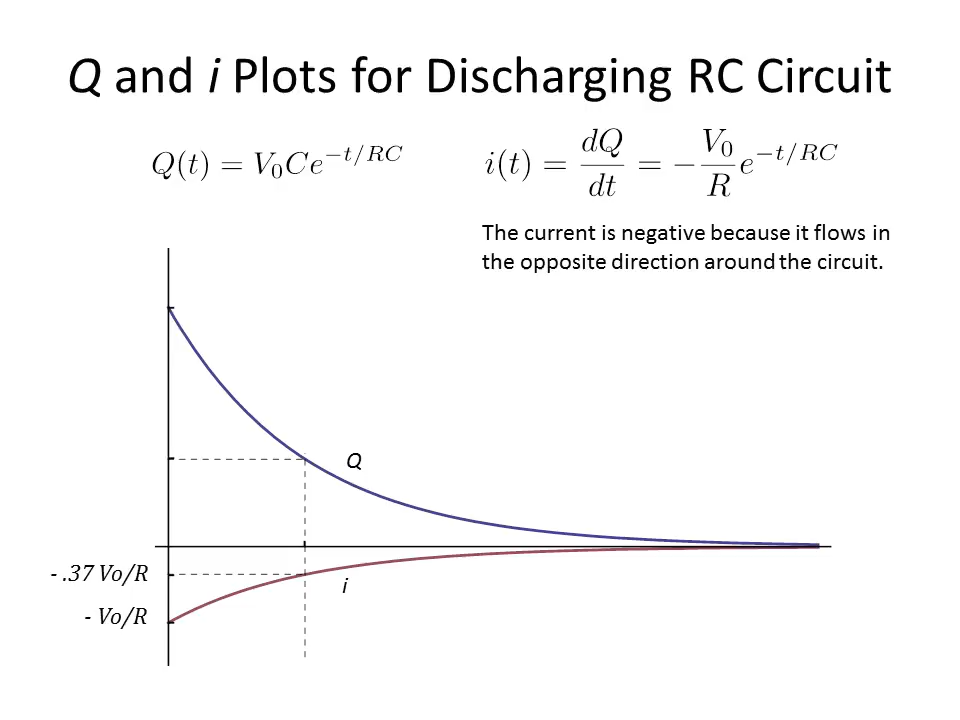 Q and i Plots for Discharging RC Circuit
Q(t) = V₀Ce^{-t/RC}
i(t) = dQ/dt = -V₀/R e^{-t/RC}
The current is negative because it flows in
the opposite direction around the circuit.
Q
- .37 Vo/R
i
- Vo/R